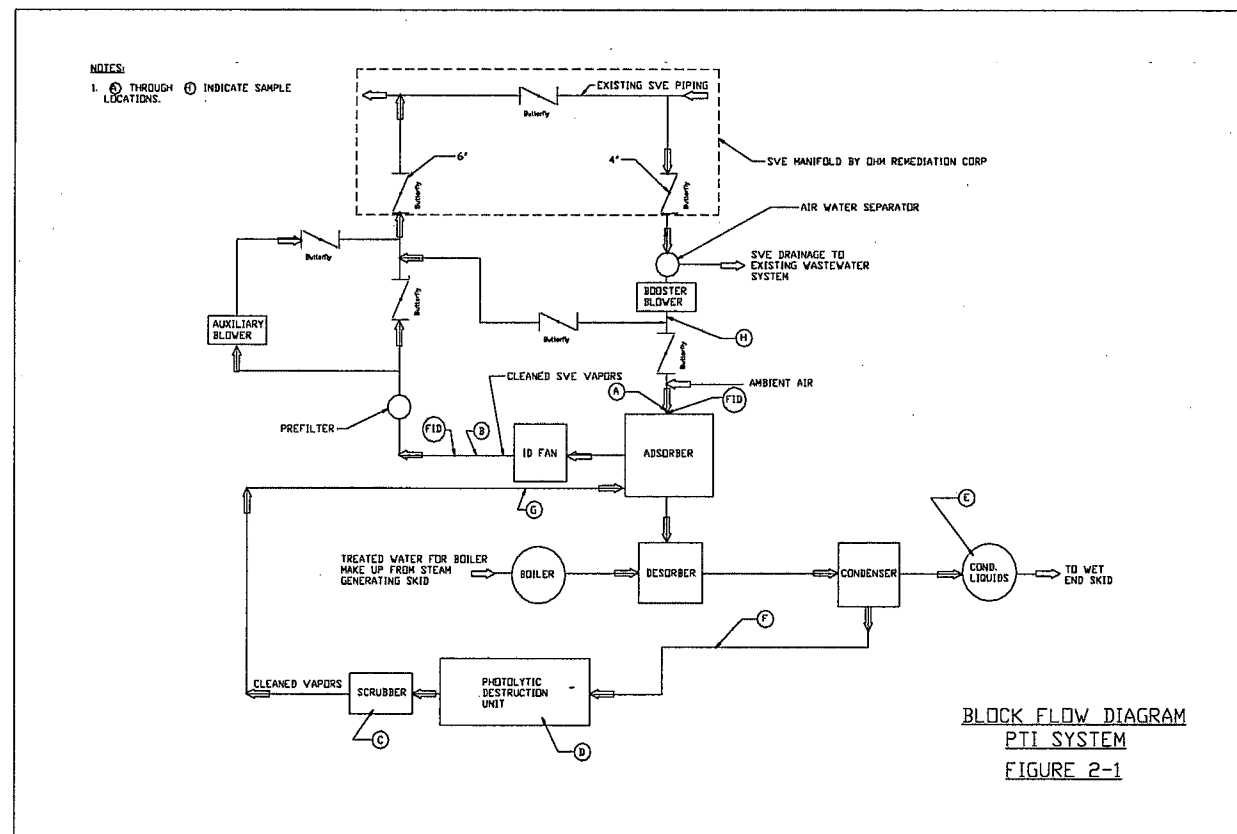 NOTES:
1. Ⓐ THROUGH Ⓗ INDICATE SAMPLE
LOCATIONS.
EXISTING SVE PIPING
Butterfly
6'
4'
Butterfly
Butterfly
SVE MANIFOLD BY OHM REMEDIATION CORP
AIR WATER SEPARATOR
Butterfly
SVE DRAINAGE TO
EXISTING WASTEWATER
SYSTEM
BOOSTER
BLOWER
Butterfly
AUXILIARY
BLOWER
Butterfly
Butterfly
H
CLEANED SVE VAPORS
AMBIENT AIR
A
FID
PREFILTER
FID
B
ID FAN
ADSORBER
G
E
TREATED WATER FOR BOILER
MAKE UP FROM STEAM
GENERATING SKID
BOILER
DESORBER
CONDENSER
COND.
LIQUIDS
TO WET
END SKID
F
CLEANED VAPORS
SCRUBBER
PHOTOLYTIC
DESTRUCTION
UNIT
C
D
BLOCK FLOW DIAGRAM
PTI SYSTEM
FIGURE 2-1